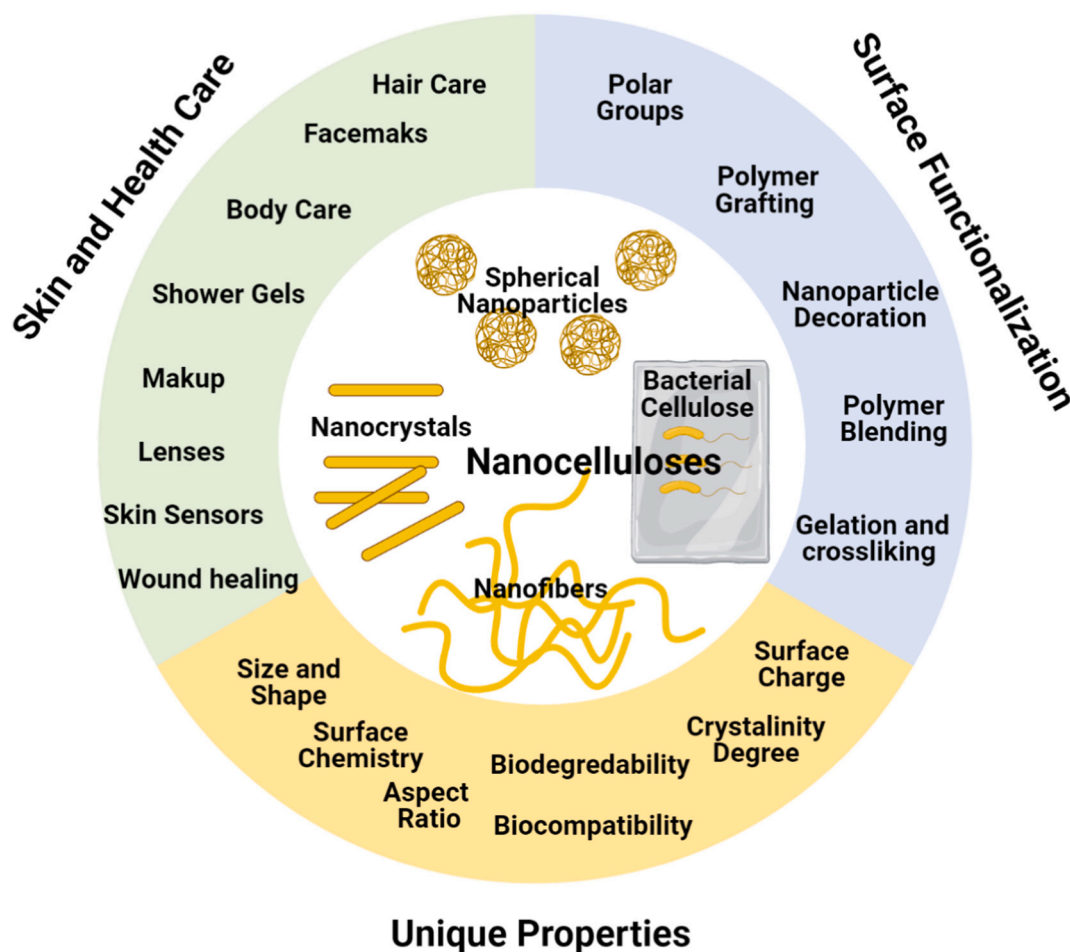 Skin and Health Care
Hair Care
Facemaks
Body Care
Shower Gels
Makup
Lenses
Skin Sensors
Wound healing
Surface Functionalization
Polar
Groups
Polymer
Grafting
Nanoparticle
Decoration
Polymer
Blending
Gelation and
crossliking
Spherical
Nanoparticles
Bacterial
Cellulose
Nanocrystals
Nanocelluloses
Nanofibers
Size and
Shape
Surface
Chemistry
Aspect
Ratio
Biodegredability
Biocompatibility
Crystalinity
Degree
Surface
Charge
Unique Properties